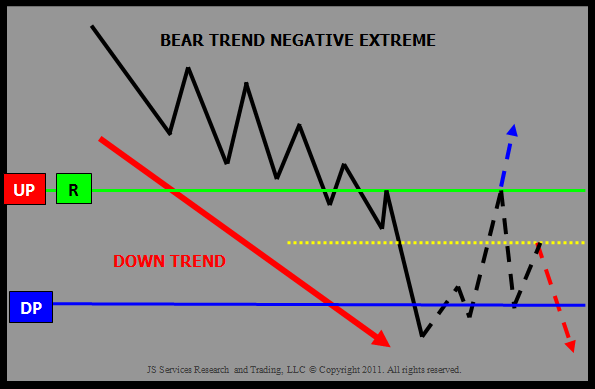 BEAR TREND NEGATIVE EXTREME
UP R
DOWN TREND
DP
JS Services Research and Trading, LLC © Copyright 2011. All rights reserved.